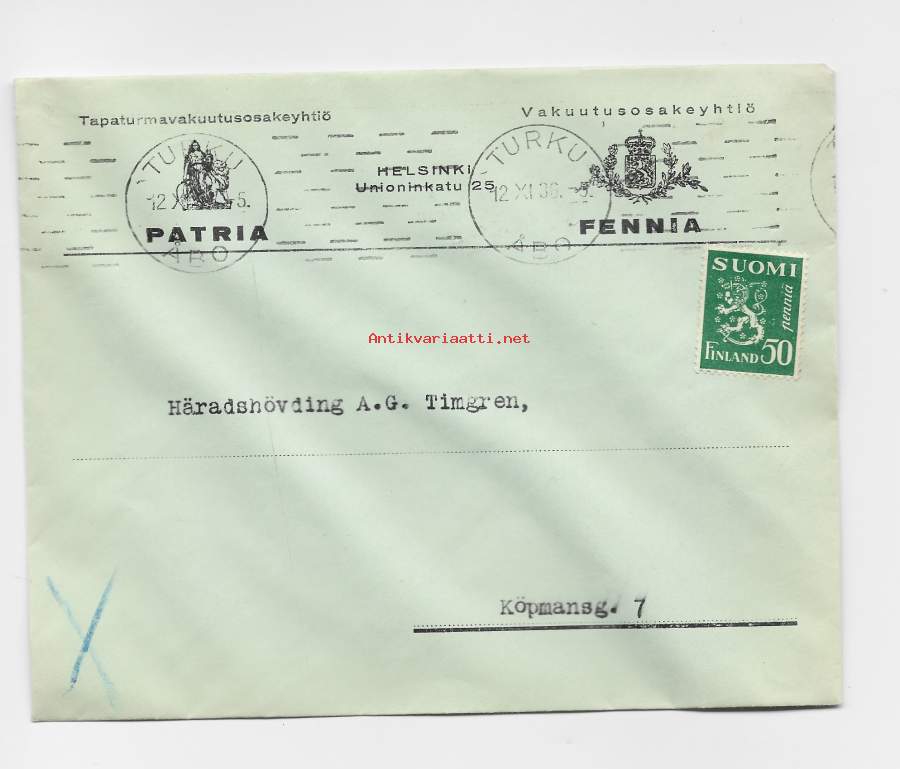 Tapaturmavakuutusosakeyhtiö
Vakuutusosakeyhtiö
TURKU
12 X 5.
ÅBO
PATRIA
HELSINKI
Unioninkatu 25
TURKU
12 XI 36.
ÅBO
FENNIA
SUOMI
penniä
FINLAND 50
Antikvariaatti.net
Häradshövding A.G. Timgren,
Köpmansg. 7